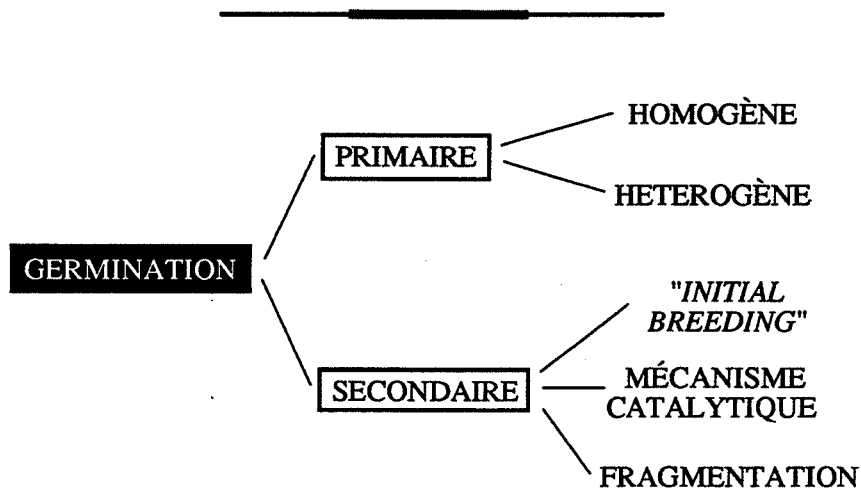 HOMOGÈNE
PRIMAIRE
HETEROGÈNE
GERMINATION
"INITIAL
BREEDING"
SECONDAIRE
MÉCANISME
CATALYTIQUE
FRAGMENTATION